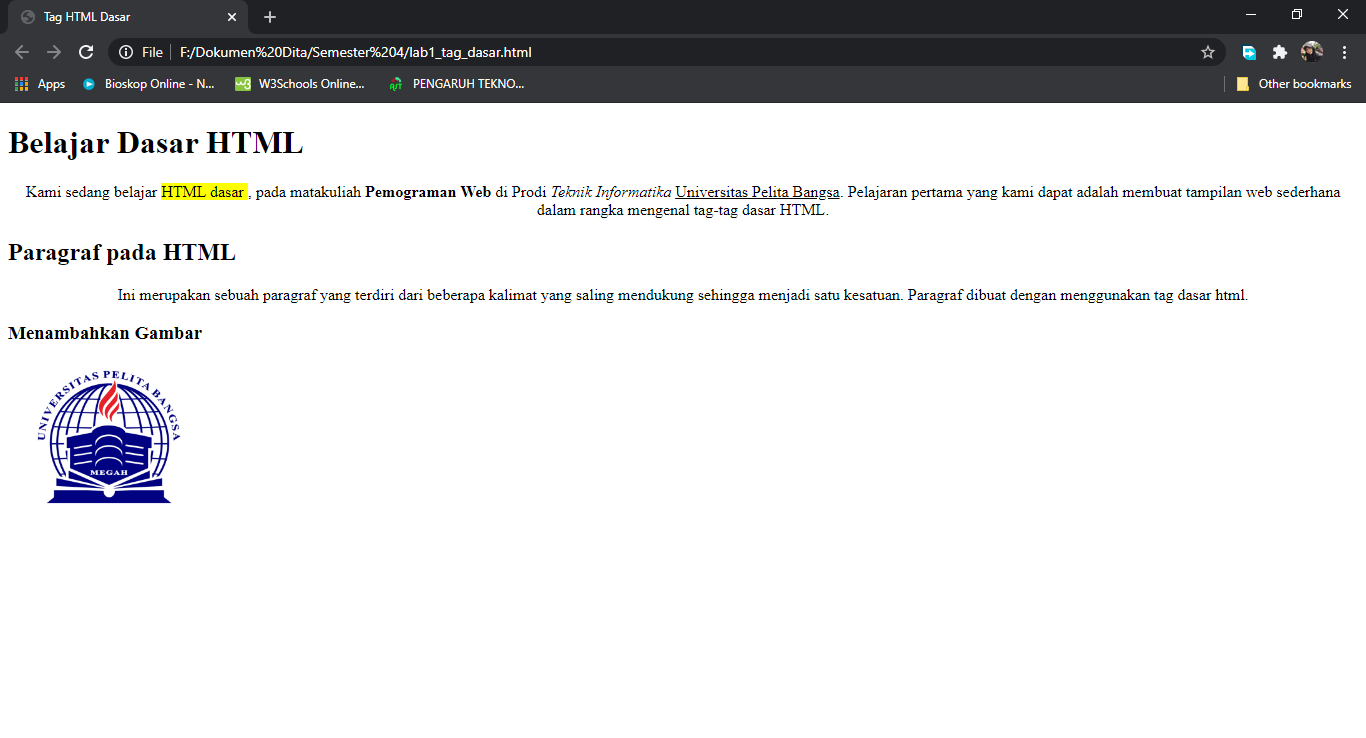 Tag HTML Dasar
File F:/Dokumen%20Dita/Semester%204/lab1_tag_dasar.html
Apps Bioskop Online - N... W3Schools Online... PENGARUH TEKNO... Other bookmarks
Belajar Dasar HTML
Kami sedang belajar HTML dasar , pada matakuliah Pemograman Web di Prodi Teknik Informatika Universitas Pelita Bangsa. Pelajaran pertama yang kami dapat adalah membuat tampilan web sederhana
dalam rangka mengenal tag-tag dasar HTML.
Paragraf pada HTML
Ini merupakan sebuah paragraf yang terdiri dari beberapa kalimat yang saling mendukung sehingga menjadi satu kesatuan. Paragraf dibuat dengan menggunakan tag dasar html.
Menambahkan Gambar
UNIVERSITAS PELITA BANGSA
MEGAH